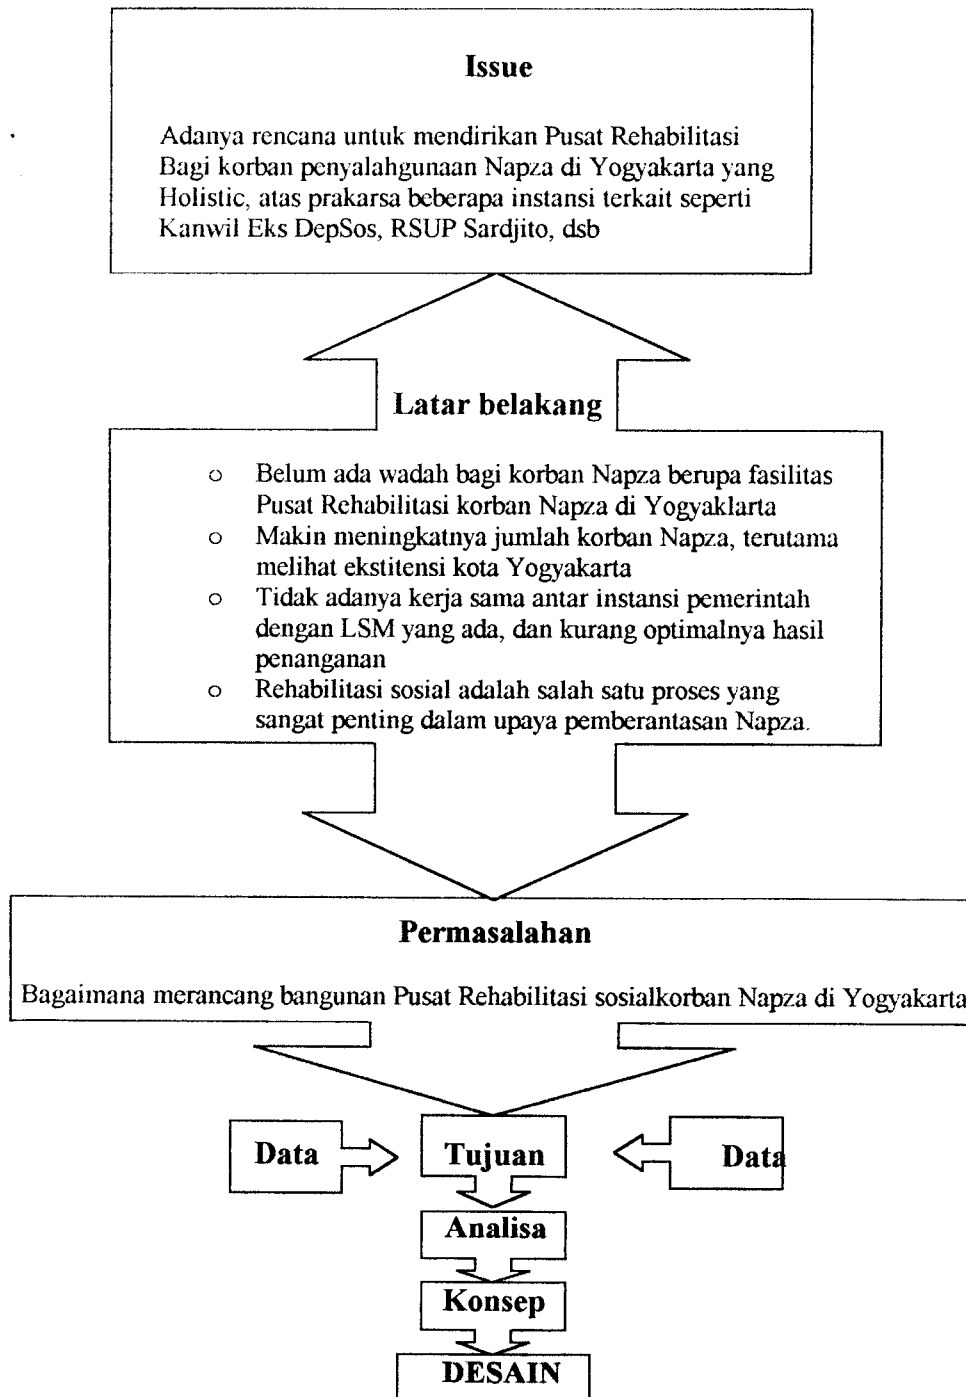 Issue
Adanya rencana untuk mendirikan Pusat Rehabilitasi
Bagi korban penyalahgunaan Napza di Yogyakarta yang
Holistic, atas prakarsa beberapa instansi terkait seperti
Kanwil Eks DepSos, RSUP Sardjito, dsb
Latar belakang
o Belum ada wadah bagi korban Napza berupa fasilitas
Pusat Rehabilitasi korban Napza di Yogyaklarta
o Makin meningkatnya jumlah korban Napza, terutama
melihat ekstitensi kota Yogyakarta
o Tidak adanya kerja sama antar instansi pemerintah
dengan LSM yang ada, dan kurang optimalnya hasil
penanganan
o Rehabilitasi sosial adalah salah satu proses yang
sangat penting dalam upaya pemberantasan Napza.
Permasalahan
Bagaimana merancang bangunan Pusat Rehabilitasi sosialkorban Napza di Yogyakarta
Data
Tujuan
Data
Analisa
Konsep
DESAIN